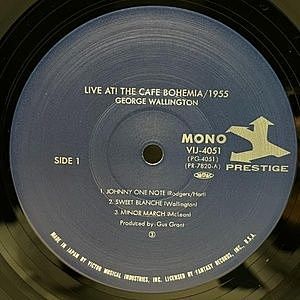 LIVE AT! THE CAFE BOHEMIA/1955
GEORGE WALLINGTON
MONO
VIJ-4051
(PG-4051)
(PR-7820-A)
SIDE 1
PRESTIGE
1. JOHNNY ONE NOTE (Rodgers/Hart)
2. SWEET BLANCHE (Wallington)
3. MINOR MARCH (McLean)
Produced by: Gus Grant
MADE IN JAPAN BY VICTOR MUSICAL INDUSTRIES, INC. LICENSED BY FANTASY RECORDS, INC. U.S.A.